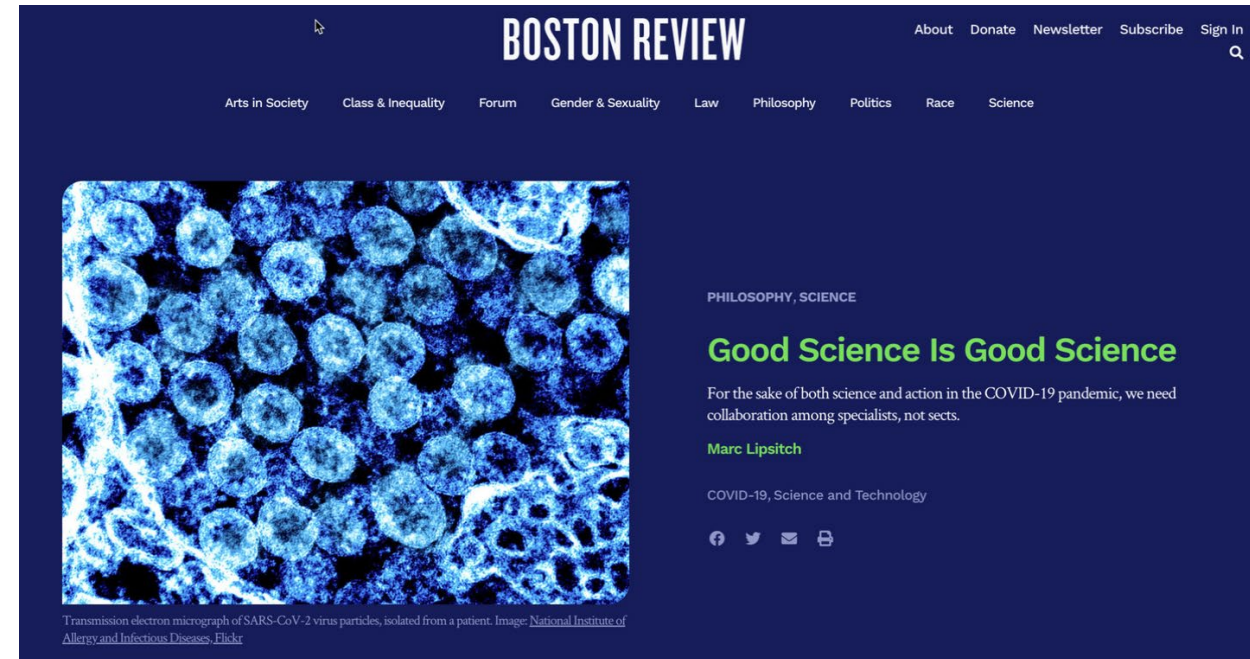 BOSTON REVIEW
About Donate Newsletter Subscribe Sign In
Arts in Society Class & Inequality Forum Gender & Sexuality Law Philosophy Politics Race Science
PHILOSOPHY, SCIENCE
Good Science Is Good Science
For the sake of both science and action in the COVID-19 pandemic, we need
collaboration among specialists, not sects.
Marc Lipsitch
COVID-19, Science and Technology
Transmission electron micrograph of SARS-CoV-2 virus particles, isolated from a patient. Image: National Institute of
Allergy and Infectious Diseases, Flickr